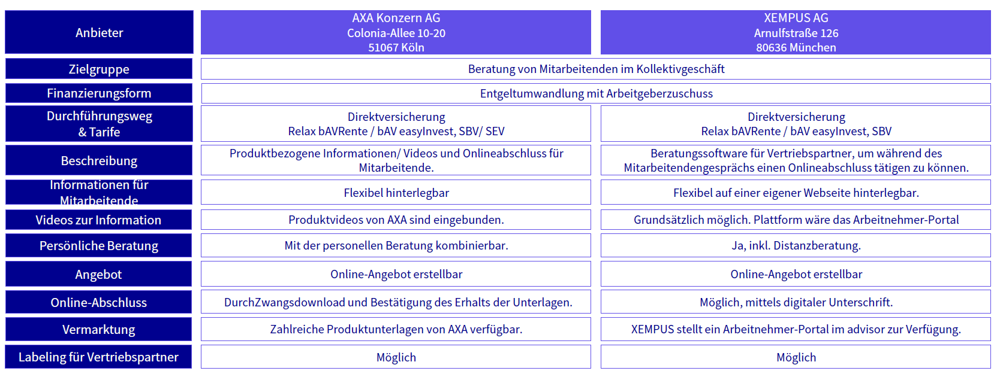 Anbieter
AXA Konzern AG
Colonia-Allee 10-20
51067 Köln
XEMPUS AG
Arnulfstraße 126
80636 München
Zielgruppe
Beratung von Mitarbeitenden im Kollektivgeschäft
Finanzierungsform
Entgeltumwandlung mit Arbeitgeberzuschuss
Durchführungsweg
& Tarife
Direktversicherung
Relax bAVRente / bAV easyInvest, SBV/ SEV
Direktversicherung
Relax bAVRente / bAV easyInvest, SBV
Beschreibung
Produktbezogene Informationen/ Videos und Onlineabschluss für
Mitarbeitende.
Beratungssoftware für Vertriebspartner, um während des
Mitarbeitendengesprächs einen Onlineabschluss tätigen zu können.
Informationen für
Mitarbeitende
Flexibel hinterlegbar
Flexibel auf einer eigener Webseite hinterlegbar.
Videos zur Information
Produktvideos von AXA sind eingebunden.
Grundsätzlich möglich. Plattform wäre das Arbeitnehmer-Portal
Persönliche Beratung
Mit der personellen Beratung kombinierbar.
Ja, inkl. Distanzberatung.
Angebot
Online-Angebot erstellbar
Online-Angebot erstellbar
Online-Abschluss
DurchZwangsdownload und Bestätigung des Erhalts der Unterlagen.
Möglich, mittels digitaler Unterschrift.
Vermarktung
Zahlreiche Produktunterlagen von AXA verfügbar.
XEMPUS stellt ein Arbeitnehmer-Portal im advisor zur Verfügung.
Labeling für Vertriebspartner
Möglich
Möglich